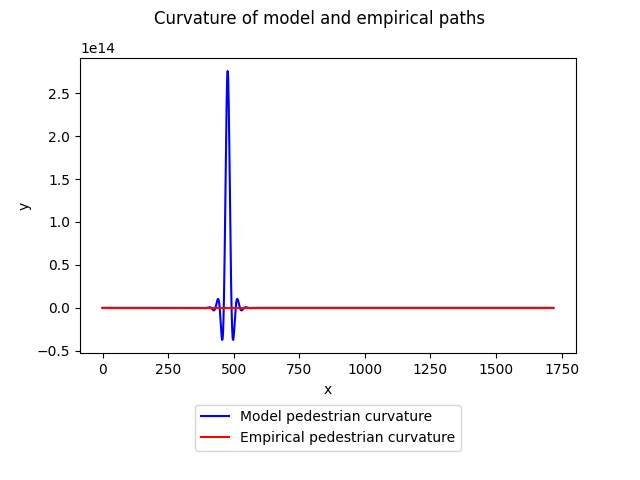 Curvature of model and empirical paths
1e14
2.5
2.0
1.5
1.0
0.5
0.0
−0.5
y
0 250 500 750 1000 1250 1500 1750
x
Model pedestrian curvature
Empirical pedestrian curvature